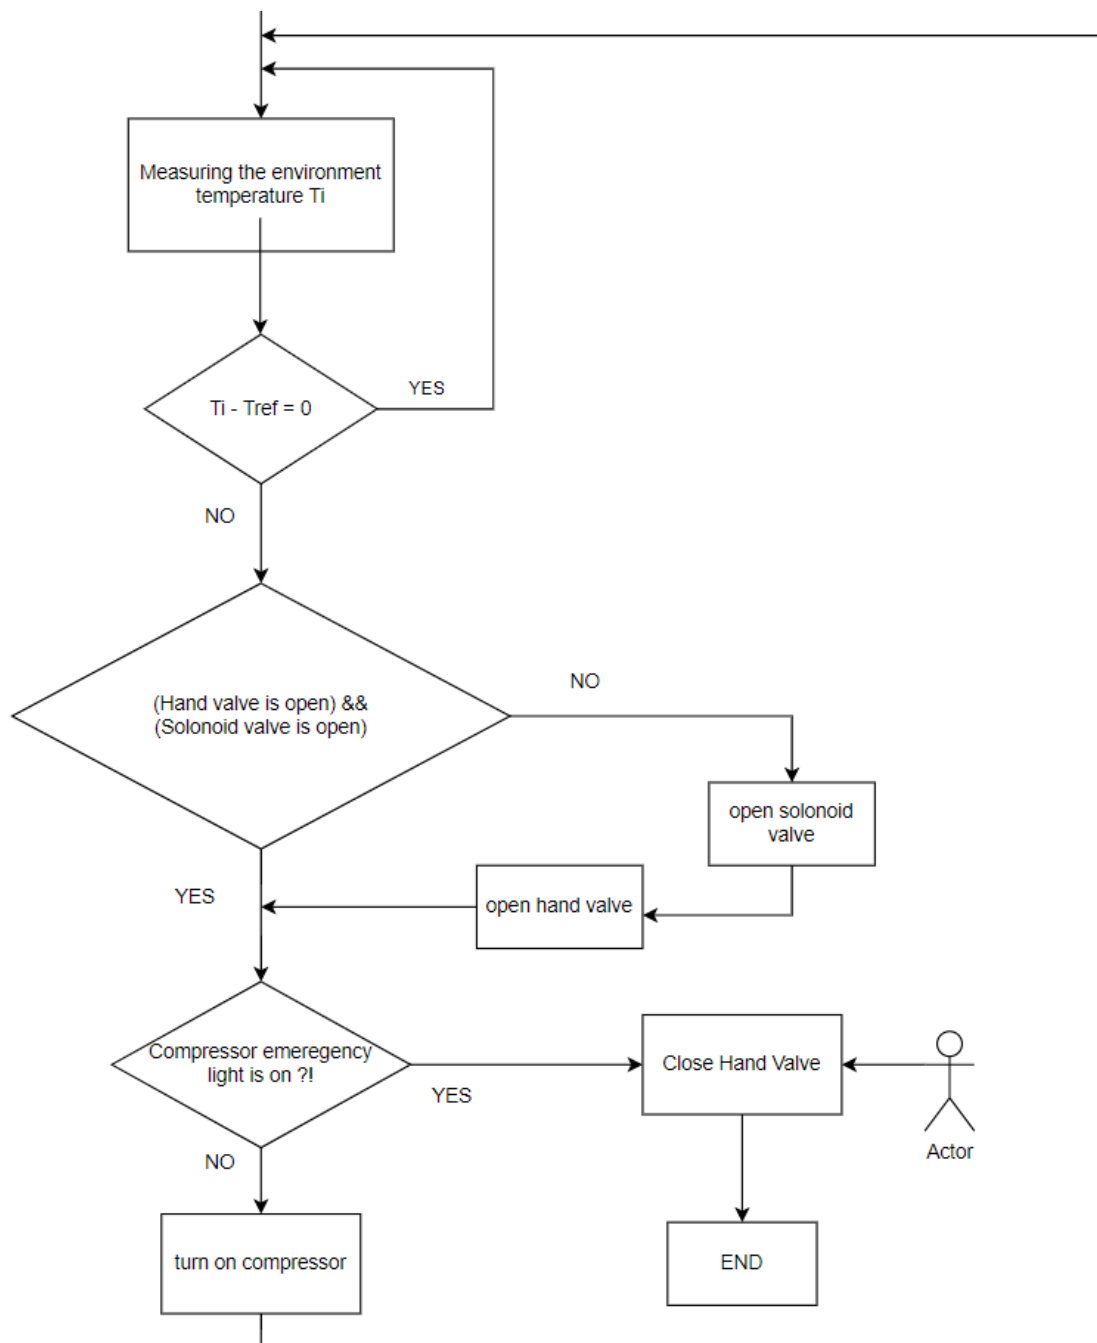 Measuring the environment
temperature Ti
Ti - Tref = 0
YES
NO
(Hand valve is open) &&
(Solonoid valve is open)
NO
open solonoid
valve
YES
open hand valve
Compressor emeregency
light is on ?!
YES
Close Hand Valve
Actor
NO
turn on compressor
END